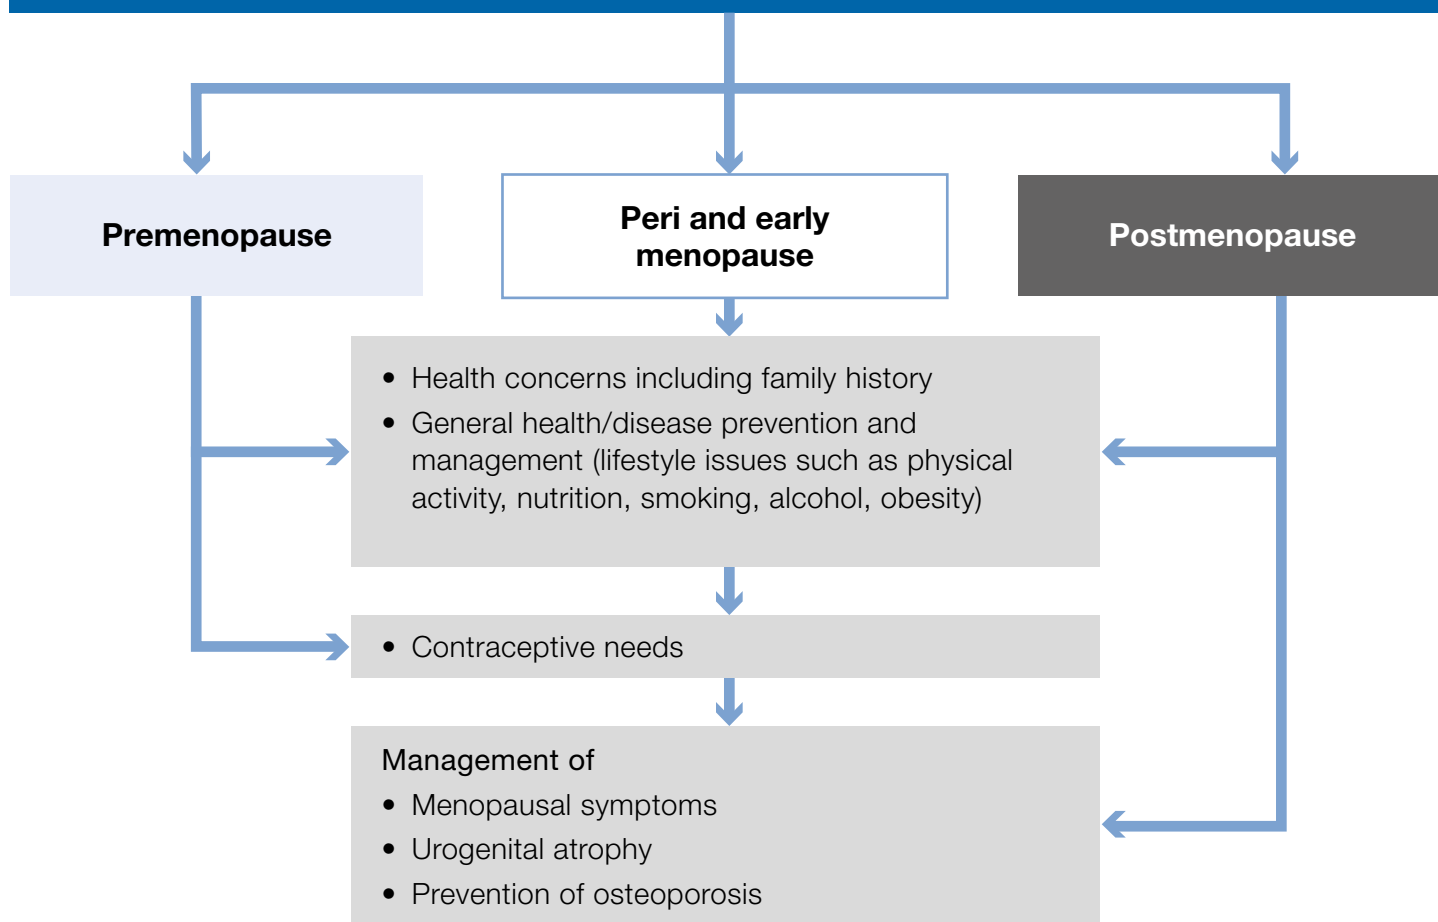 Premenopause
Peri and early
menopause
Postmenopause
• Health concerns including family history
• General health/disease prevention and
management (lifestyle issues such as physical
activity, nutrition, smoking, alcohol, obesity)
• Contraceptive needs
Management of
• Menopausal symptoms
• Urogenital atrophy
• Prevention of osteoporosis